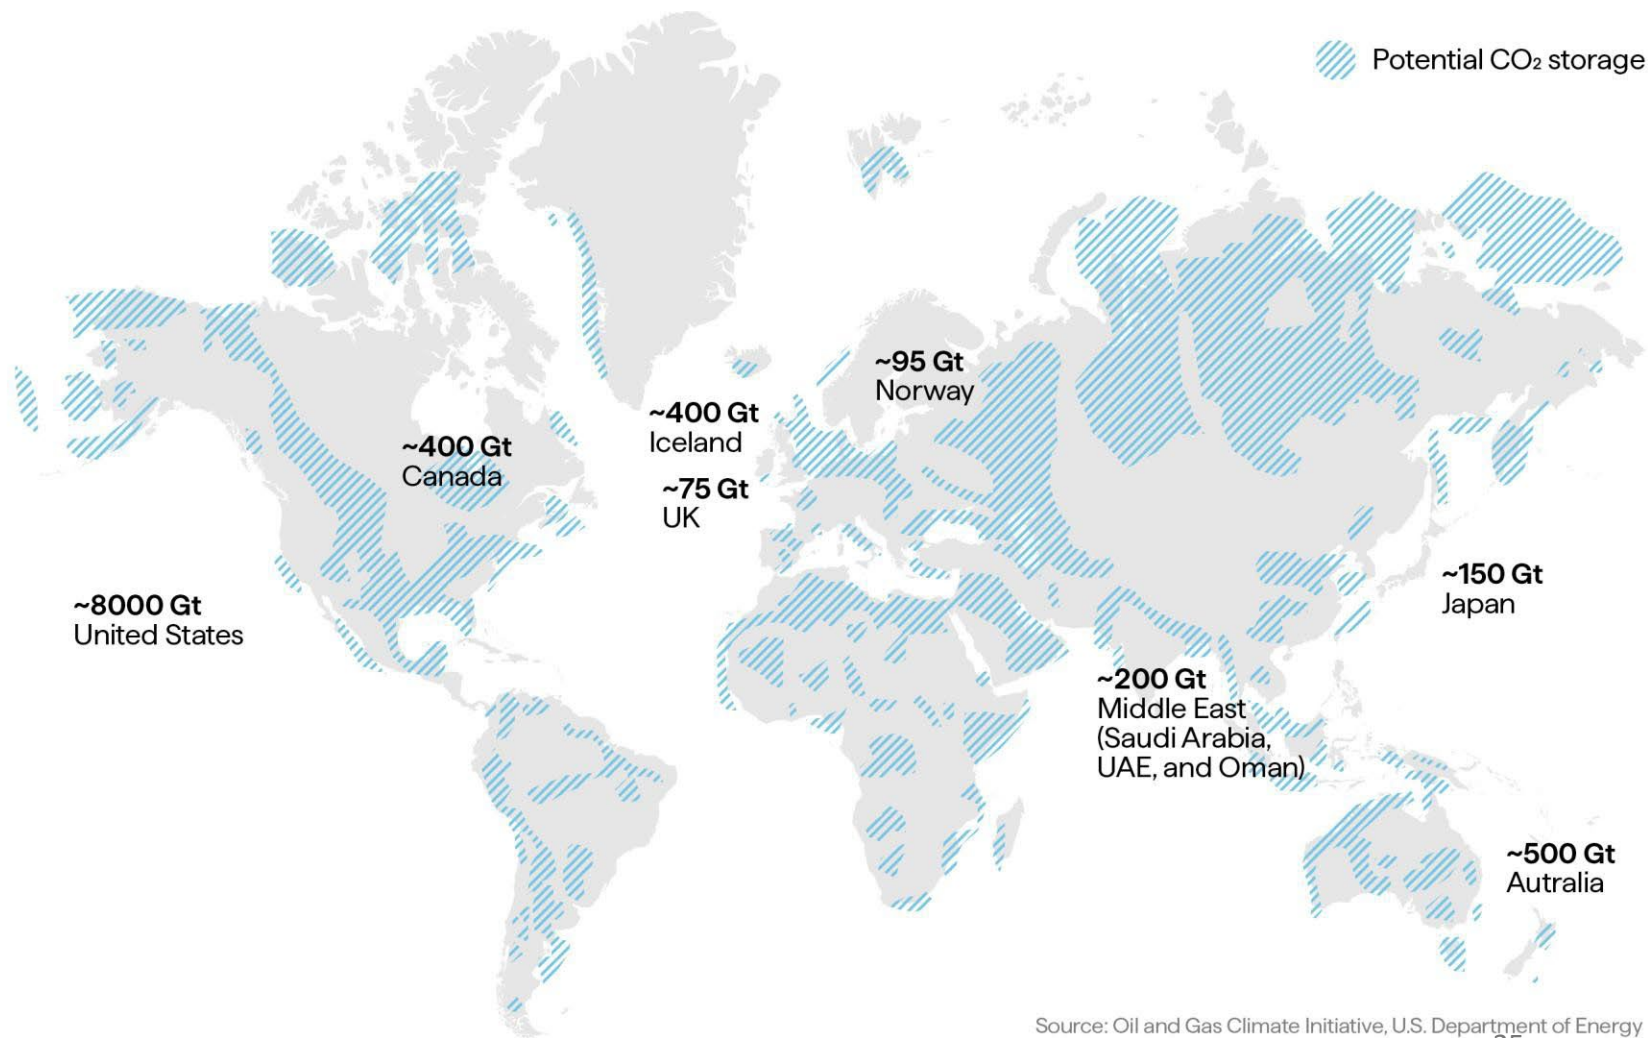 Potential CO₂ storage
~95 Gt
Norway
~400 Gt
Iceland
~400 Gt
Canada
~75 Gt
UK
~8000 Gt
United States
~150 Gt
Japan
~200 Gt
Middle East
(Saudi Arabia,
UAE, and Oman)
~500 Gt
Autralia
Source: Oil and Gas Climate Initiative, U.S. Department of Energy